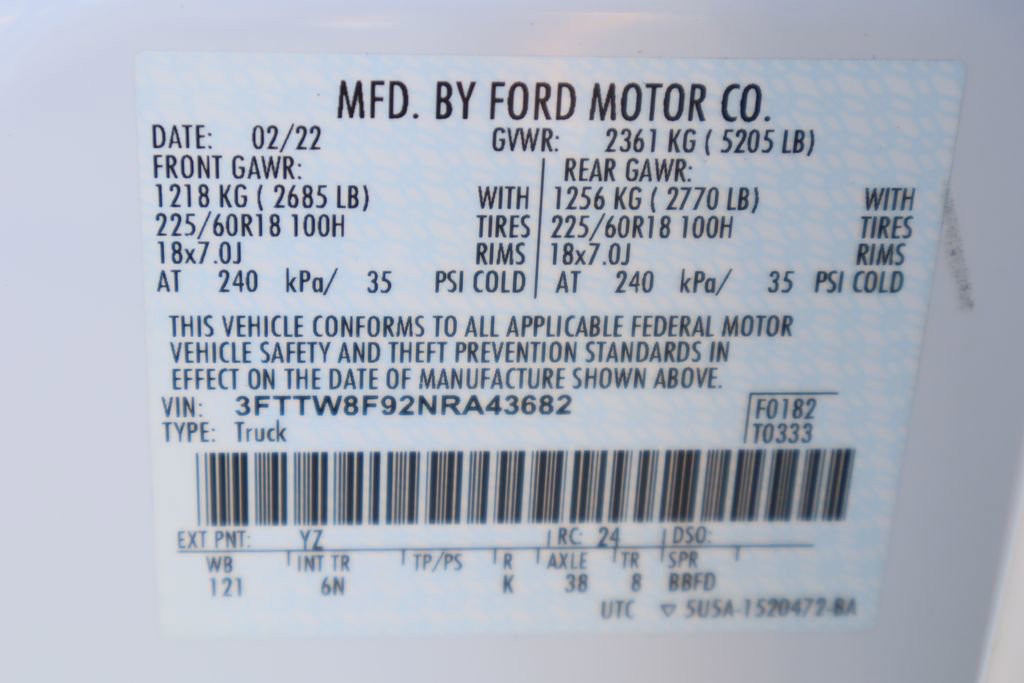 MFD. BY FORD MOTOR CO.
DATE: 02/22 GVWR: 2361 KG ( 5205 LB)
FRONT GAWR: REAR GAWR:
1218 KG ( 2685 LB) WITH 1256 KG ( 2770 LB) WITH
225/60R18 100H TIRES 225/60R18 100H TIRES
18x7.0J RIMS 18x7.0J RIMS
AT 240 kPa/ 35 PSI COLD AT 240 kPa/ 35 PSI COLD
THIS VEHICLE CONFORMS TO ALL APPLICABLE FEDERAL MOTOR
VEHICLE SAFETY AND THEFT PREVENTION STANDARDS IN
EFFECT ON THE DATE OF MANUFACTURE SHOWN ABOVE.
VIN: 3FTTW8F92NRA43682 F0182
TYPE: Truck T0333
EXT PNT: YZ RC: 24 DSO:
WB INT TR TP/PS R AXLE TR SPR
121 6N K 38 8 BBFD
UTC ▽ 5U5A-1520472-BA